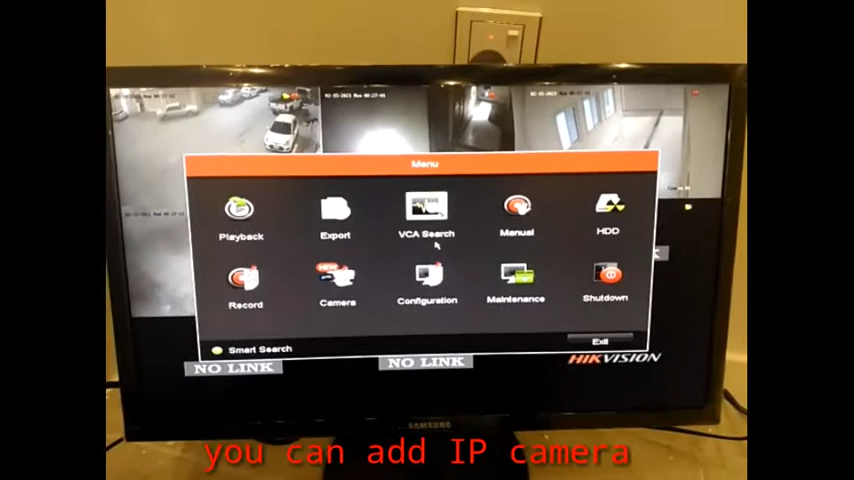 Menu
Playback
Export
VCA Search
Manual
HDD
NEW
Record
Camera
Configuration
Maintenance
Shutdown
Smart Search
Exit
NO LINK
NO LINK
HIKVISION
SAMSUNG
you can add IP camera